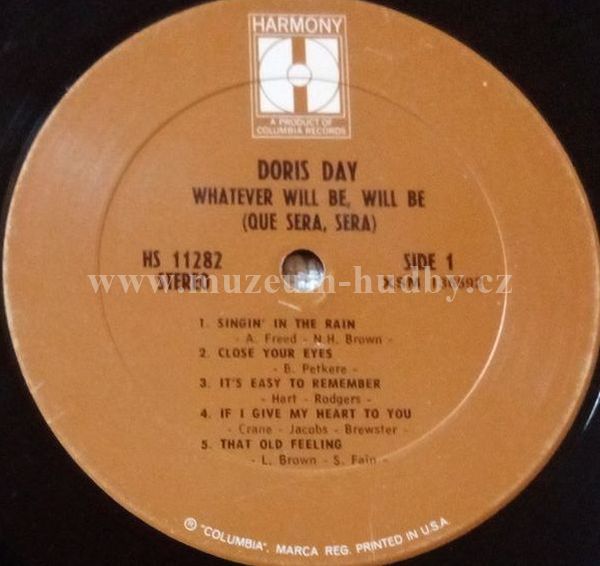 HARMONY
A PRODUCT OF
COLUMBIA RECORDS
DORIS DAY
WHATEVER WILL BE, WILL BE
(QUE SERA, SERA)
HS 11282 SIDE 1
STEREO XSM
www.muzeum-hudby.cz
1. SINGIN' IN THE RAIN
- A. Freed - N.H. Brown -
2. CLOSE YOUR EYES
- B. Petkere -
3. IT'S EASY TO REMEMBER
- Hart - Rodgers -
4. IF I GIVE MY HEART TO YOU
- Crane - Jacobs - Brewster -
5. THAT OLD FEELING
- L. Brown - S. Fain -
® "COLUMBIA". MARCA REG. PRINTED IN U.S.A.